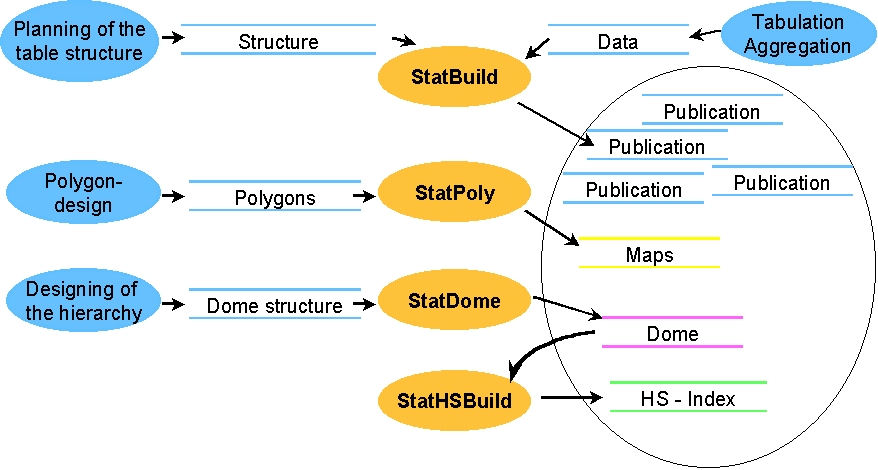 Planning of the
table structure
Structure
Data
Tabulation
Aggregation
StatBuild
Publication
Publication
Publication
Publication
Polygon-
design
Polygons
StatPoly
Maps
Designing of
the hierarchy
Dome structure
StatDome
Dome
StatHSBuild
HS - Index